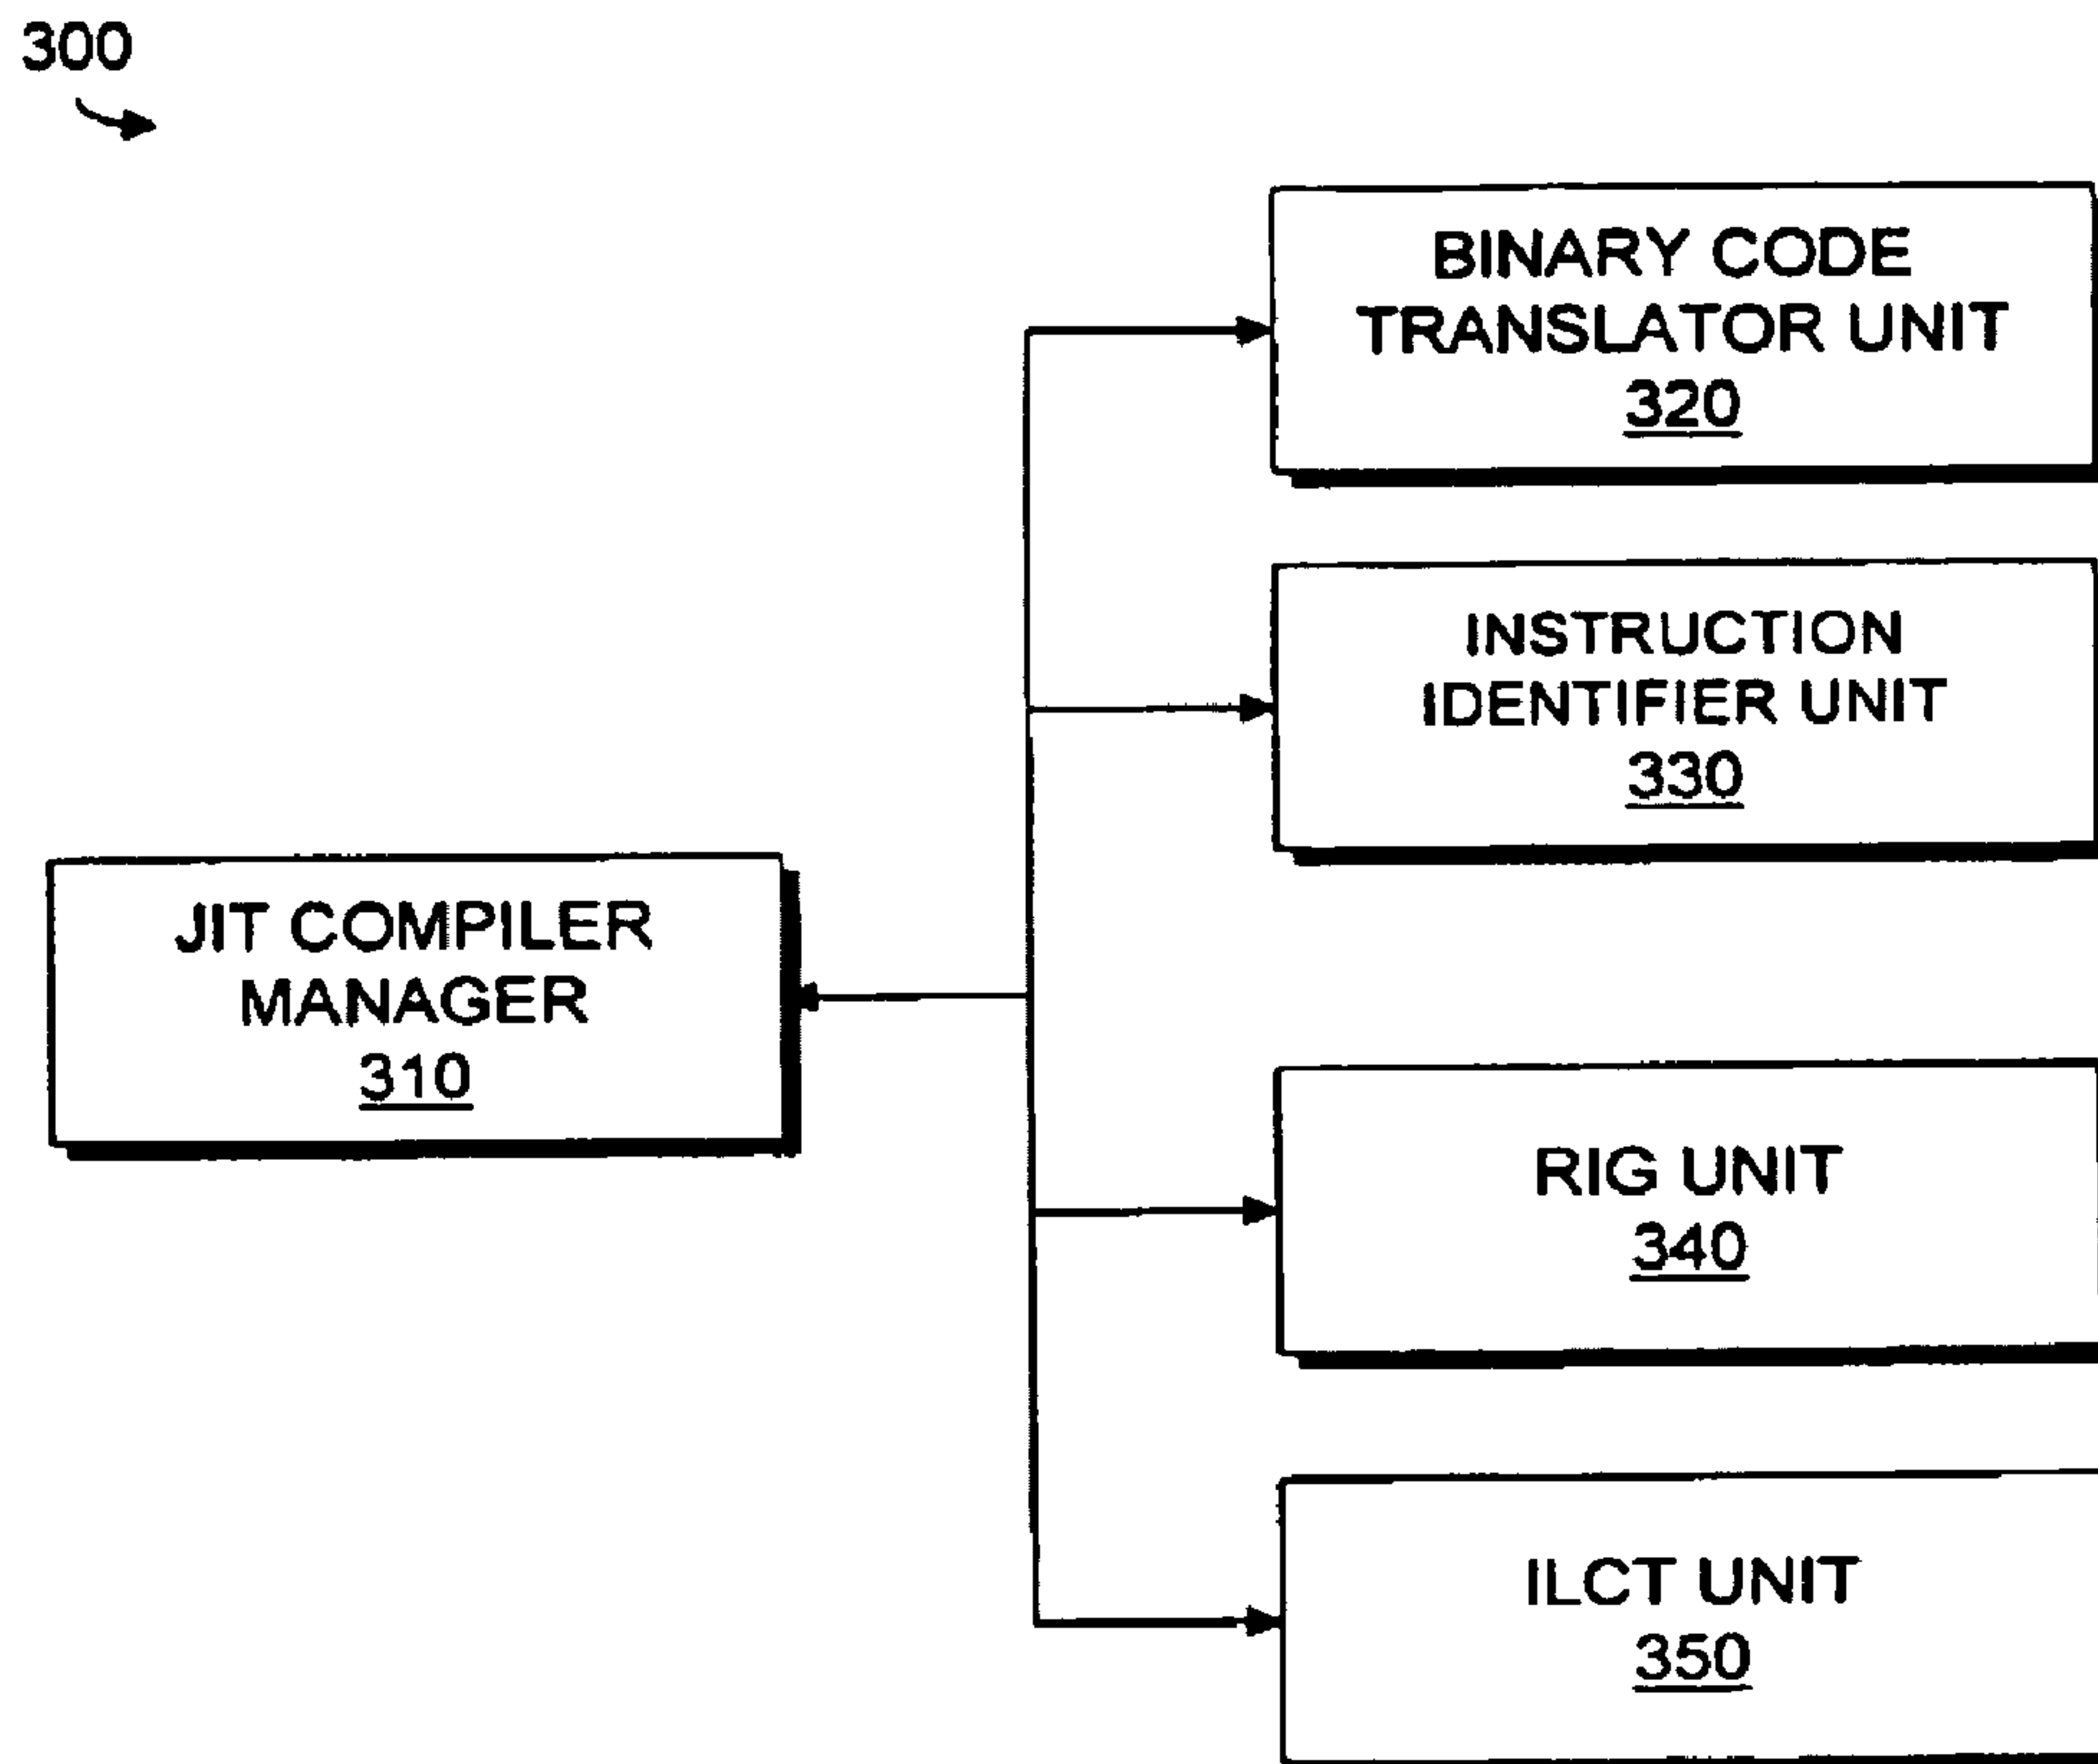 300
BINARY CODE
TRANSLATOR UNIT
320
INSTRUCTION
IDENTIFIER UNIT
330
JIT COMPILER
MANAGER
310
RIG UNIT
340
ILCT UNIT
350